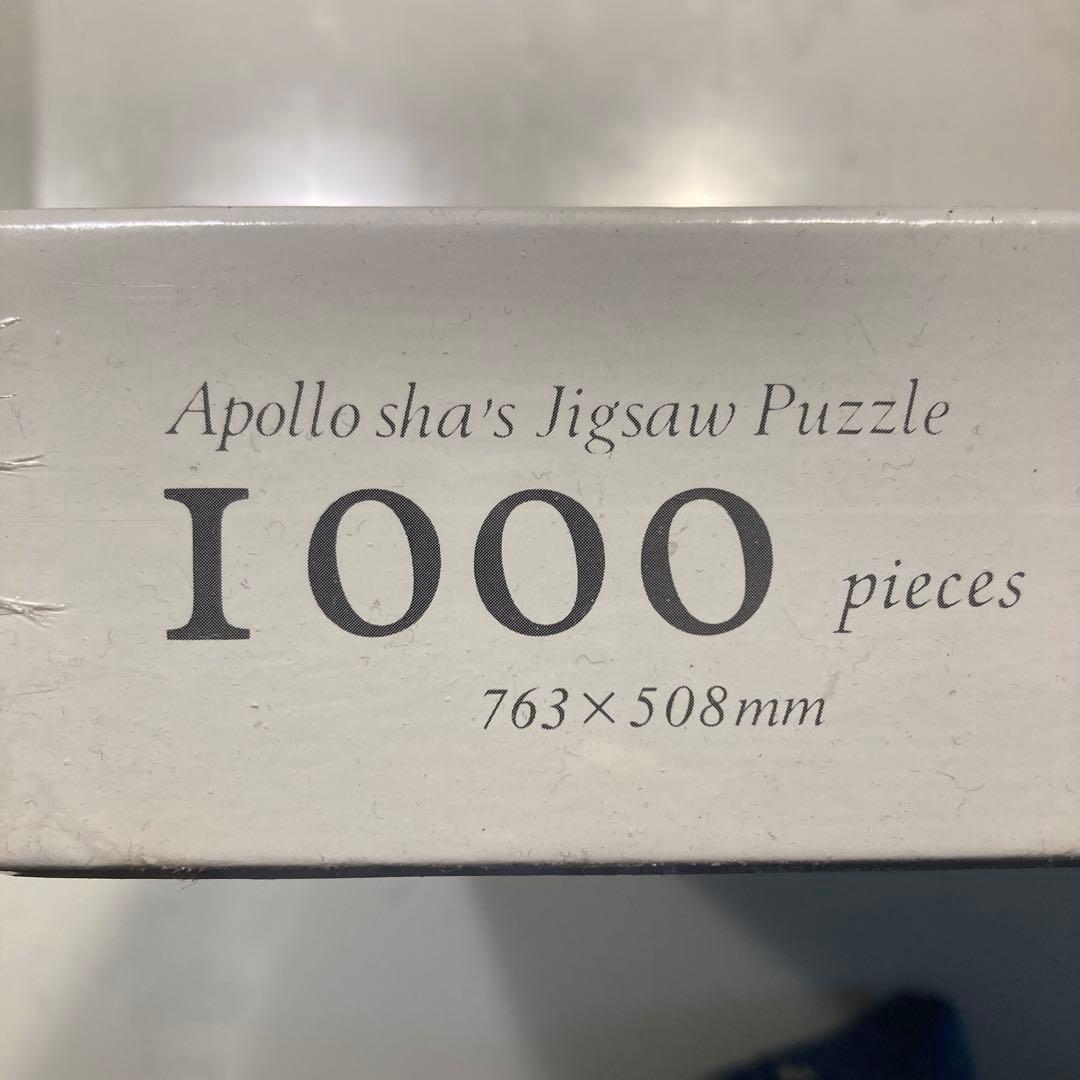 Apollo sha's Jigsaw Puzzle
1000 pieces
763×508mm